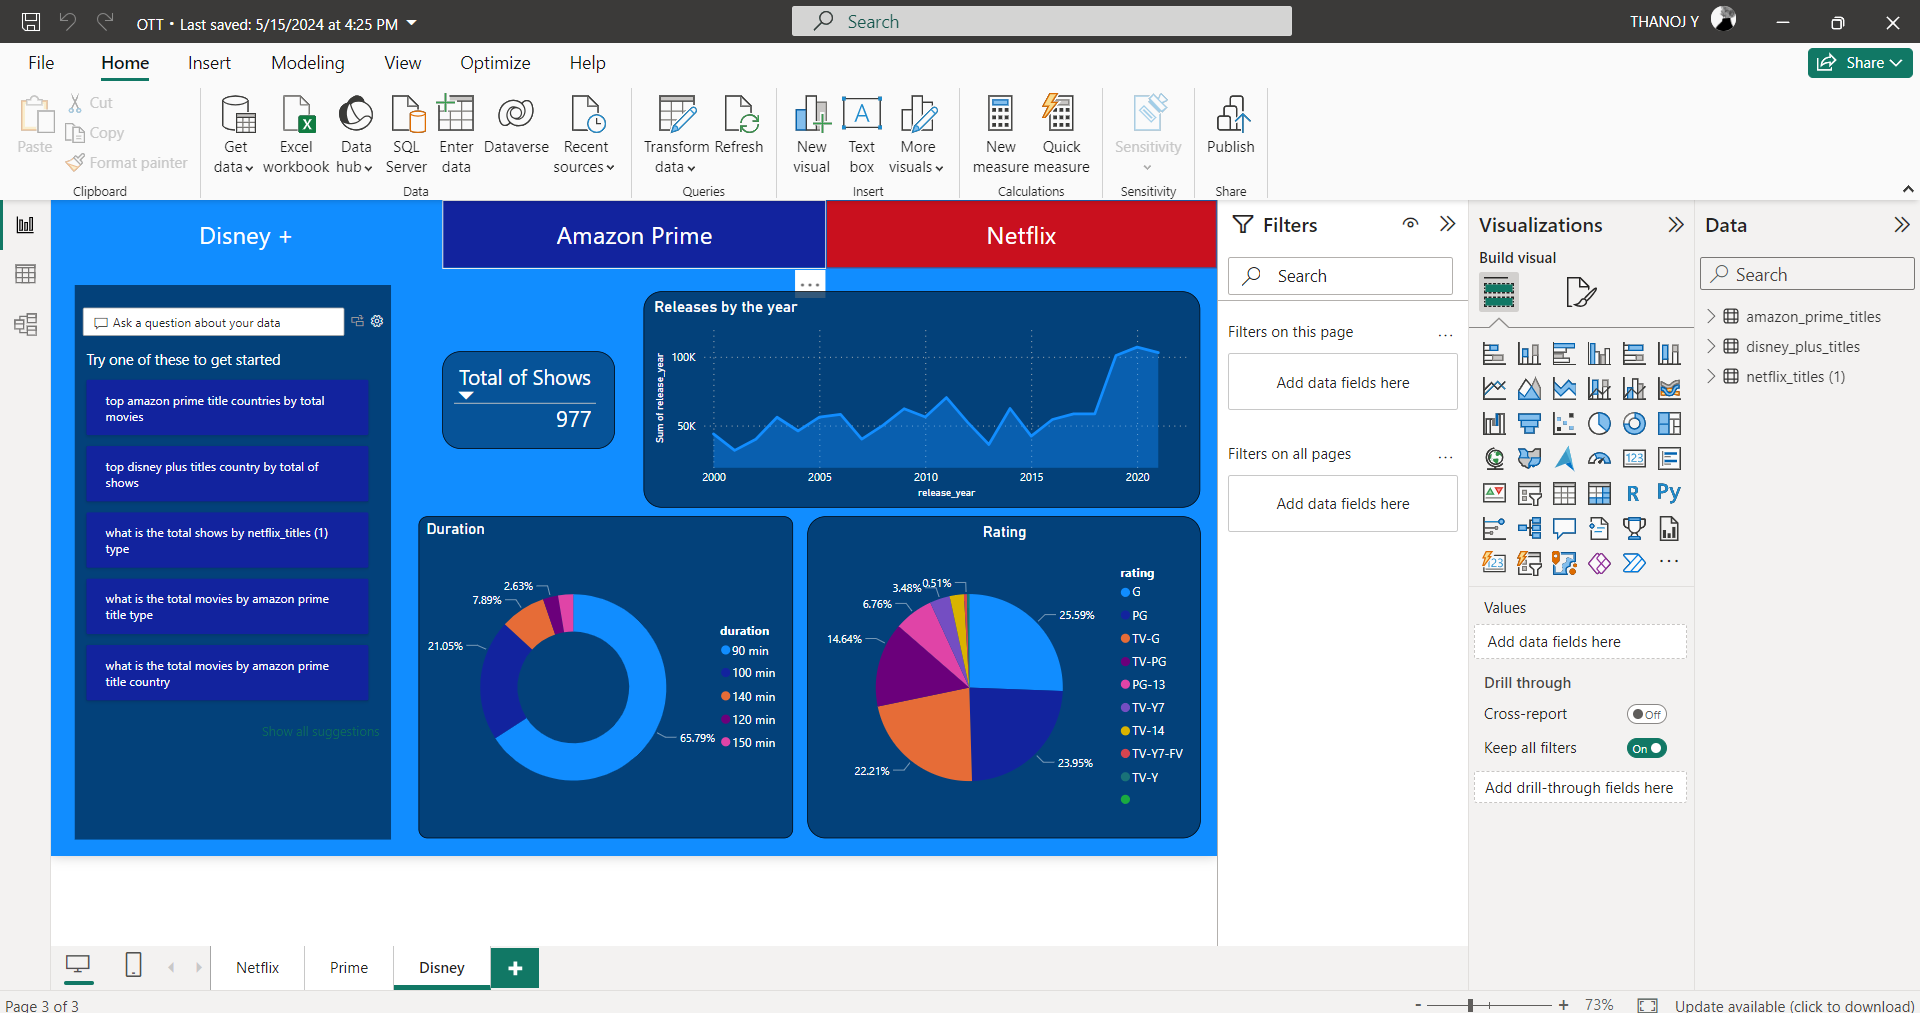 OTT • Last saved: 5/15/2024 at 4:25 PM
Search
THANOJ Y
File
Home
Insert
Modeling
View
Optimize
Help
Share
Paste
Cut
Copy
Format painter
Clipboard
Get data
Excel workbook
Data hub
SQL Server
Enter data
Dataverse
Recent sources
Data
Transform data
Refresh
Queries
New visual
Text box
More visuals
Insert
New measure
Quick measure
Calculations
Sensitivity
Sensitivity
Publish
Share
Disney +
Amazon Prime
Netflix
Ask a question about your data
Try one of these to get started
top amazon prime title countries by total
movies
top disney plus titles country by total of
shows
what is the total shows by netflix_titles (1)
type
what is the total movies by amazon prime
title type
what is the total movies by amazon prime
title country
Show all suggestions
Total of Shows
977
Releases by the year
Sum of release_year
100K
50K
2000
2005
2010
2015
2020
release_year
Duration
2.63%
7.89%
21.05%
65.79%
duration
90 min
100 min
140 min
120 min
150 min
Rating
0.51%
3.48%
6.76%
14.64%
22.21%
25.59%
23.95%
rating
G
PG
TV-G
TV-PG
PG-13
TV-Y7
TV-14
TV-Y7-FV
TV-Y
Filters
Search
Filters on this page
...
Add data fields here
Filters on all pages
...
Add data fields here
Visualizations
Build visual
123
R
Py
123
...
Values
Add data fields here
Drill through
Cross-report
Off
Keep all filters
On
Add drill-through fields here
Data
Search
amazon_prime_titles
disney_plus_titles
netflix_titles (1)
Netflix
Prime
Disney
+
Page 3 of 3
-
+
73%
Update available (click to download)